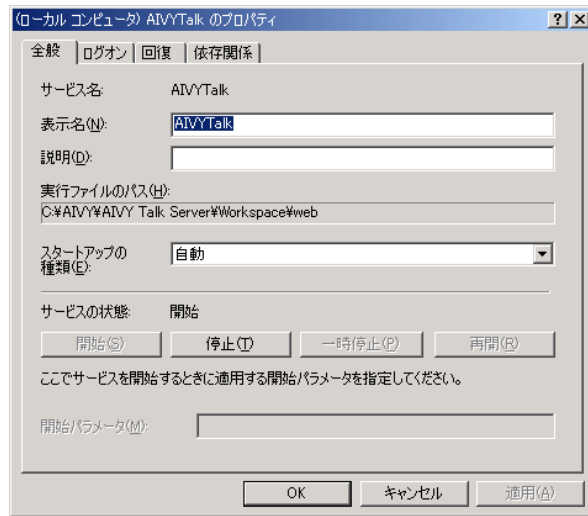 (ローカル コンピュータ) AIVYTalk のプロパティ
全般 ログオン 回復 依存関係
サービス名: AIVYTalk
表示名(N): AIVYTalk
説明(D):
実行ファイルのパス(H):
C:¥AIVY¥AIVY Talk Server¥Workspace¥web
スタートアップの
種類(E): 自動
サービスの状態: 開始
開始(S) 停止(T) 一時停止(P) 再開(R)
ここでサービスを開始するときに適用する開始パラメータを指定してください。
開始パラメータ(M):
OK キャンセル 適用(A)